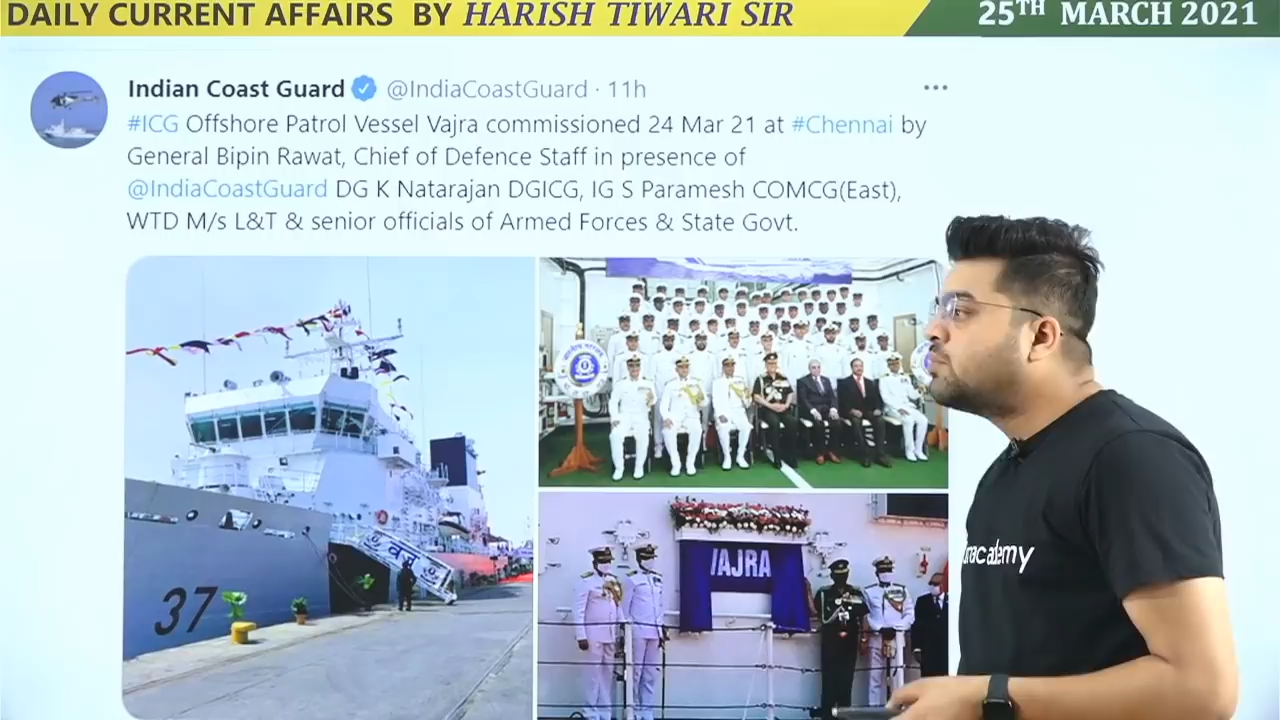 DAILY CURRENT AFFAIRS BY HARISH TIWARI SIR
25TH MARCH 2021
Indian Coast Guard @IndiaCoastGuard · 11h
#ICG Offshore Patrol Vessel Vajra commissioned 24 Mar 21 at #Chennai by
General Bipin Rawat, Chief of Defence Staff in presence of
@IndiaCoastGuard DG K Natarajan DGICG, IG S Paramesh COMCG(East),
WTD M/s L&T & senior officials of Armed Forces & State Govt.
37
वज्र
VAJRA
unacademy